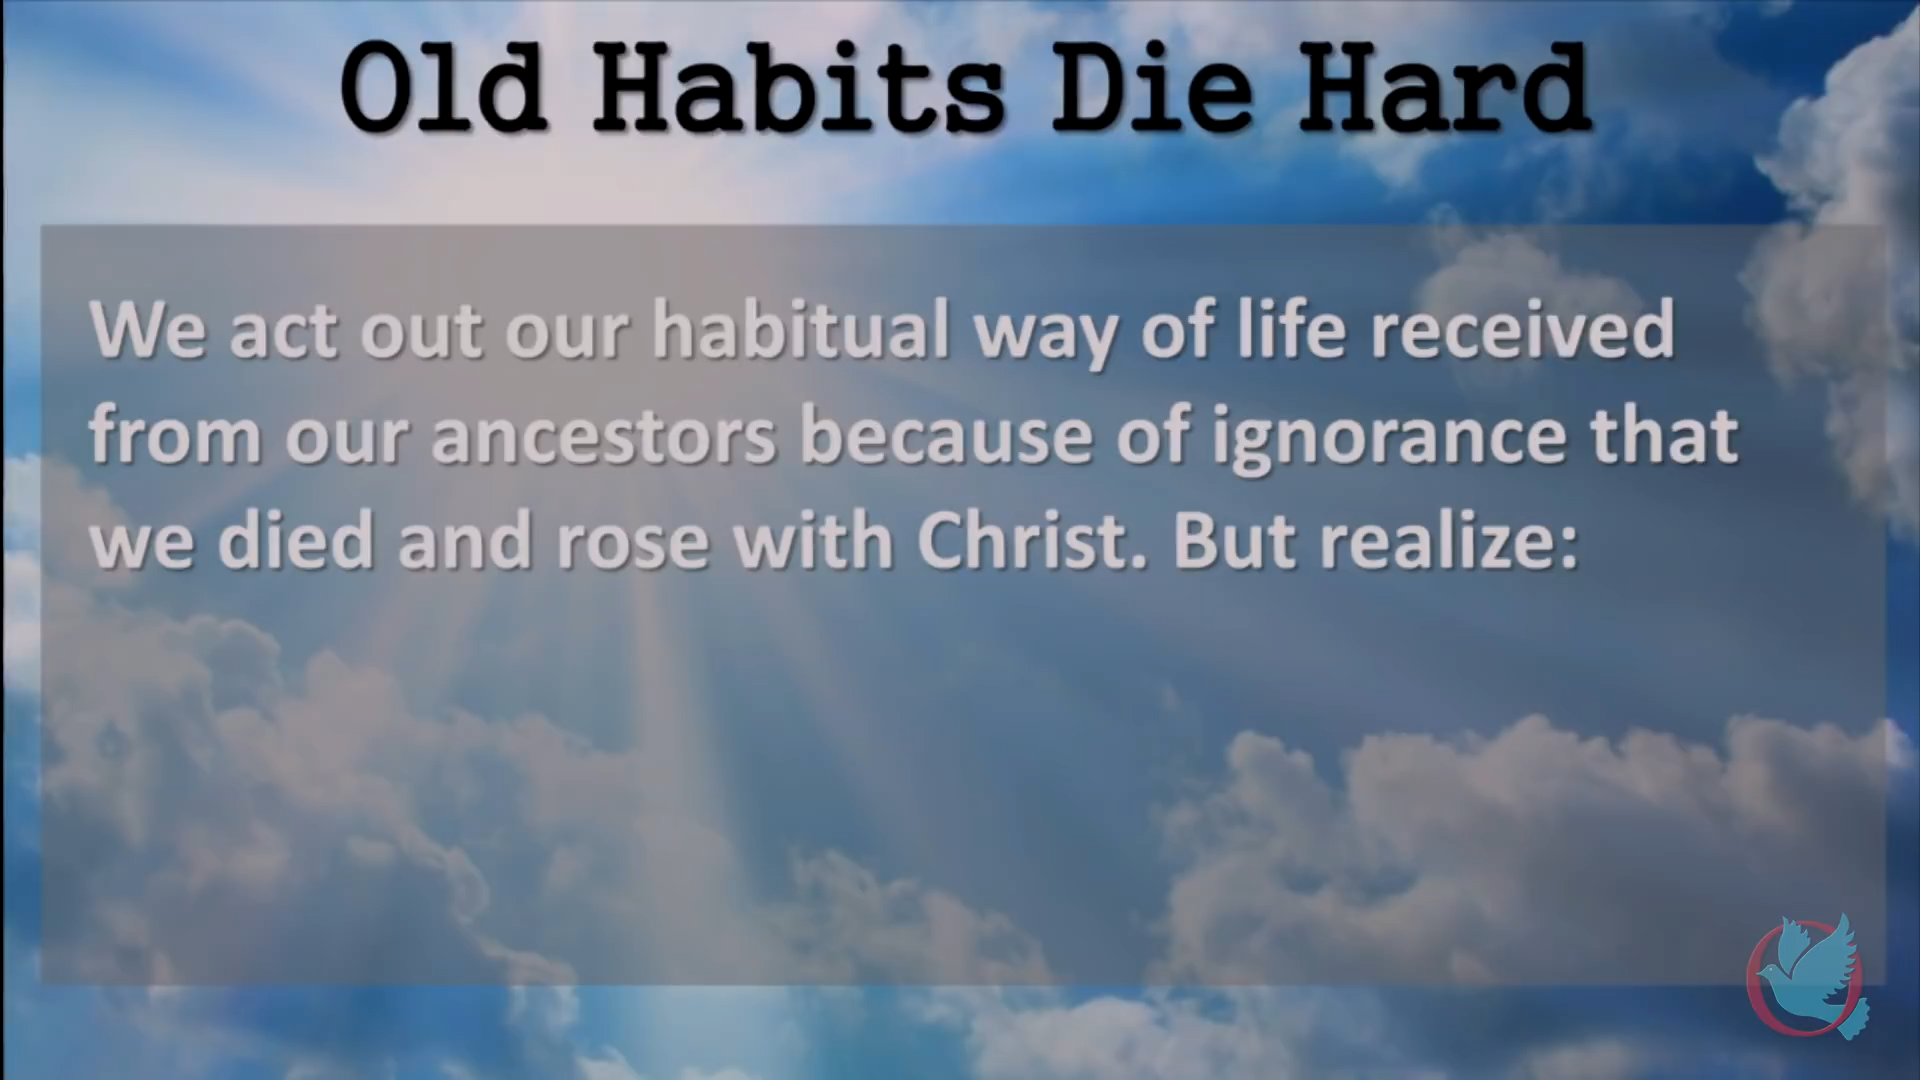 Old Habits Die Hard
We act out our habitual way of life received
from our ancestors because of ignorance that
we died and rose with Christ. But realize: